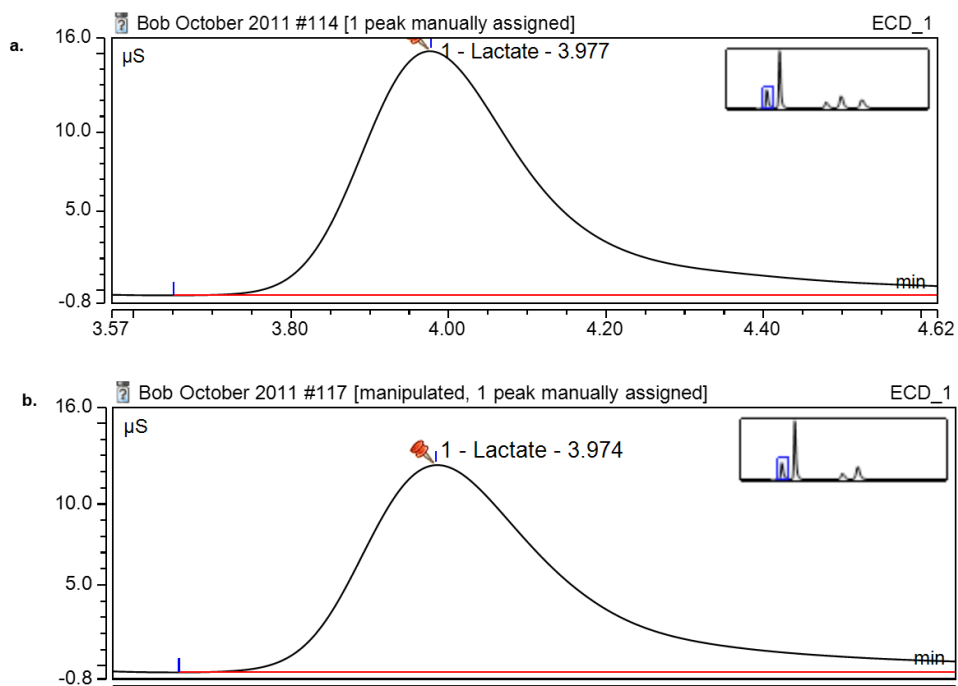 a.
? Bob October 2011 #114 [1 peak manually assigned] ECD_1
16.0
µS
1 - Lactate - 3.977
10.0
5.0
min
-0.8
3.57 3.80 4.00 4.20 4.40 4.62
b.
? Bob October 2011 #117 [manipulated, 1 peak manually assigned] ECD_1
16.0
µS
1 - Lactate - 3.974
10.0
5.0
min
-0.8